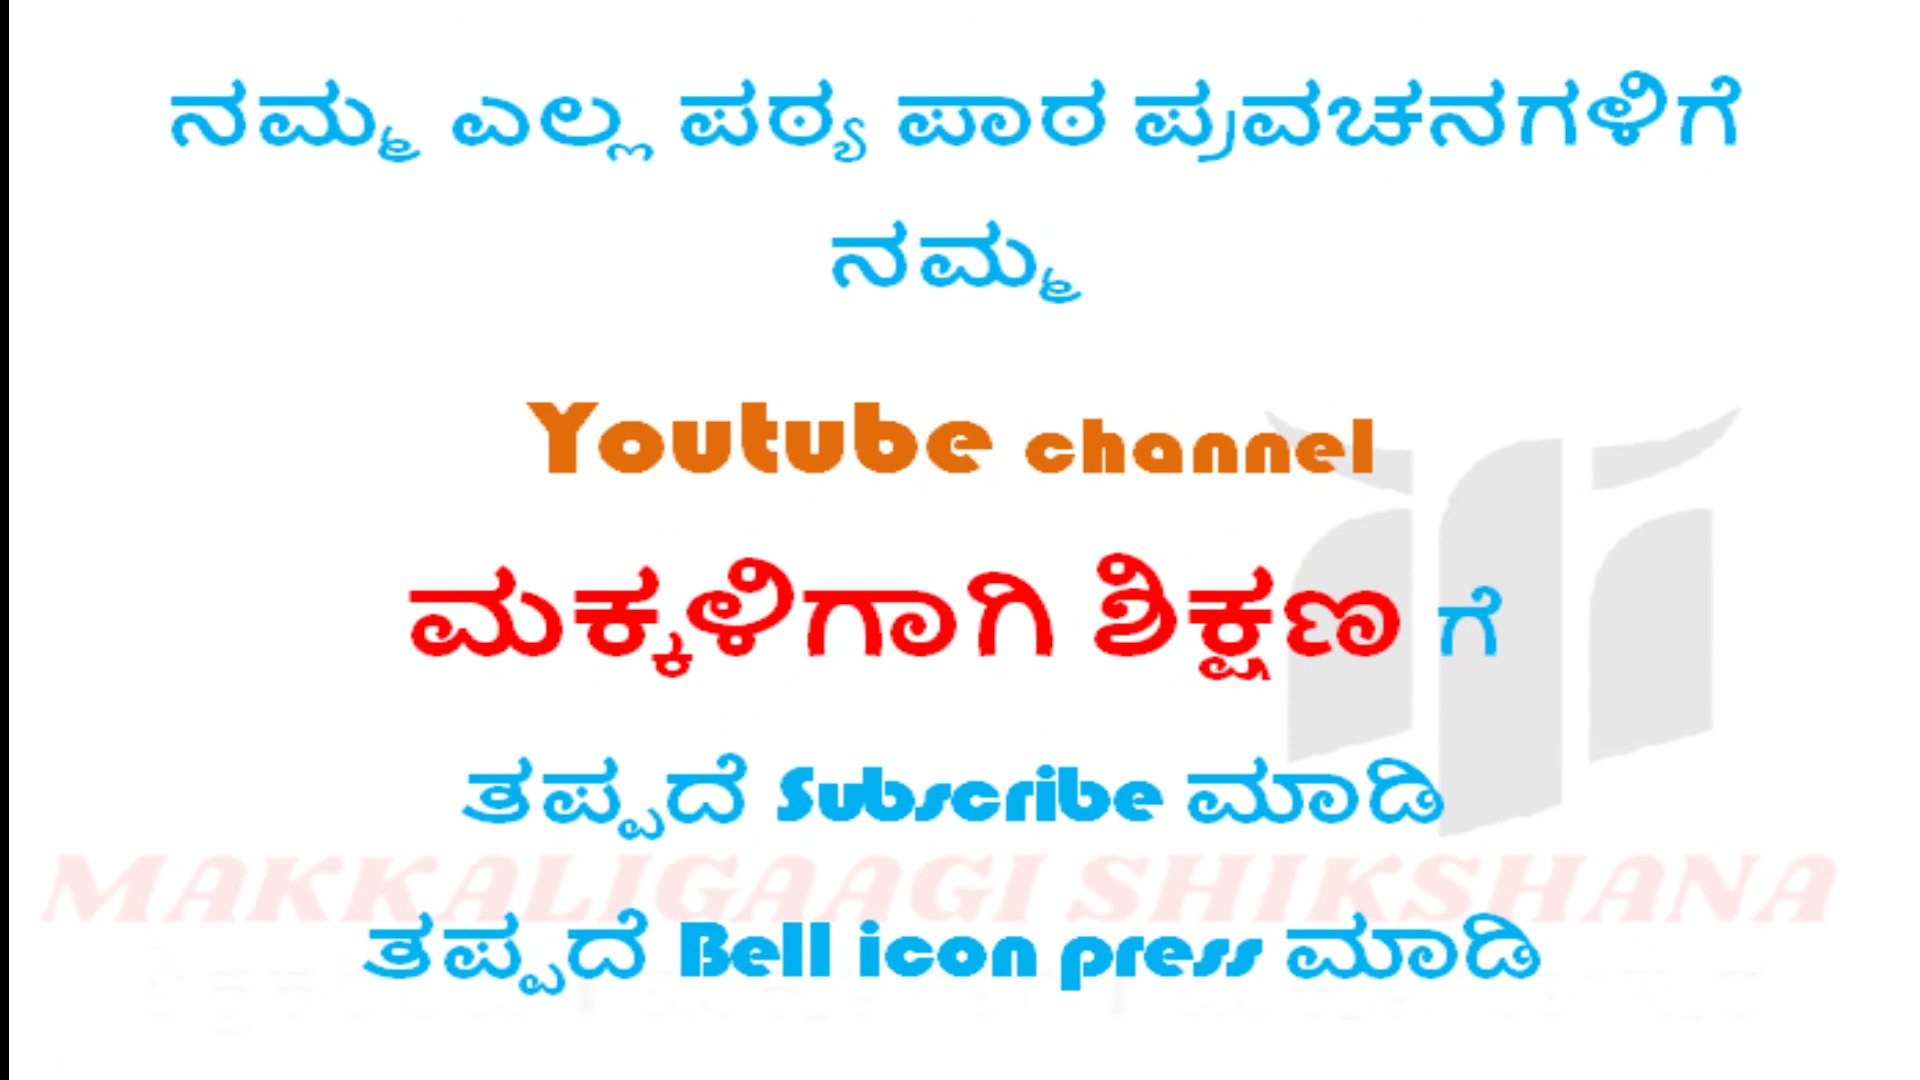 ನಮ್ಮ ಎಲ್ಲ ಪಠ್ಯ ಪಾಠ ಪ್ರವಚನಗಳಿಗೆ
ನಮ್ಮ
Youtube channel
ಮಕ್ಕಳಿಗಾಗಿ ಶಿಕ್ಷಣ ಗೆ
ತಪ್ಪದೆ Subscribe ಮಾಡಿ
MAKKALIGAAGI SHIKSHANA
ತಪ್ಪದೆ Bell icon press ಮಾಡಿ